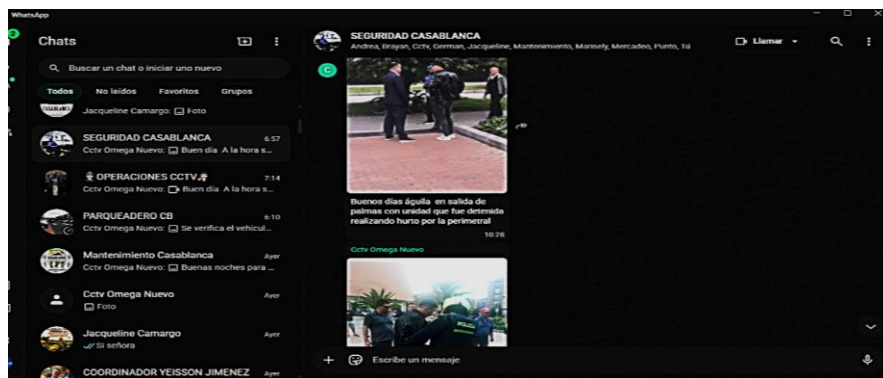 WhatsApp
2
Chats
Buscar un chat o iniciar uno nuevo
Todos No leídos Favoritos Grupos
Jacqueline Camargo: Foto
SEGURIDAD CASABLANCA 6:57
Cctv Omega Nuevo: Buen día A la hora s...
OPERACIONES CCTV 7:14
Cctv Omega Nuevo: Buen día A la hora s...
PARQUEADERO CB 6:10
Cctv Omega Nuevo: Se verifica el vehícul...
Mantenimiento Casablanca Ayer
Cctv Omega Nuevo: Buenas noches para ...
Cctv Omega Nuevo Ayer
Foto
Jacqueline Camargo Ayer
Si señora
COORDINADOR YEISSON JIMENEZ Ayer
SEGURIDAD CASABLANCA
Andrea, Brayan, Cctv, German, Jacqueline, Mantenimiento, Marisely, Mercadeo, Punto, Tú
Llamar
C
Buenos días águila en salida de
palmas con unidad que fue detenida
realizando hurto por la perimetral
10:28
Cctv Omega Nuevo
POLICIA
Escribe un mensaje